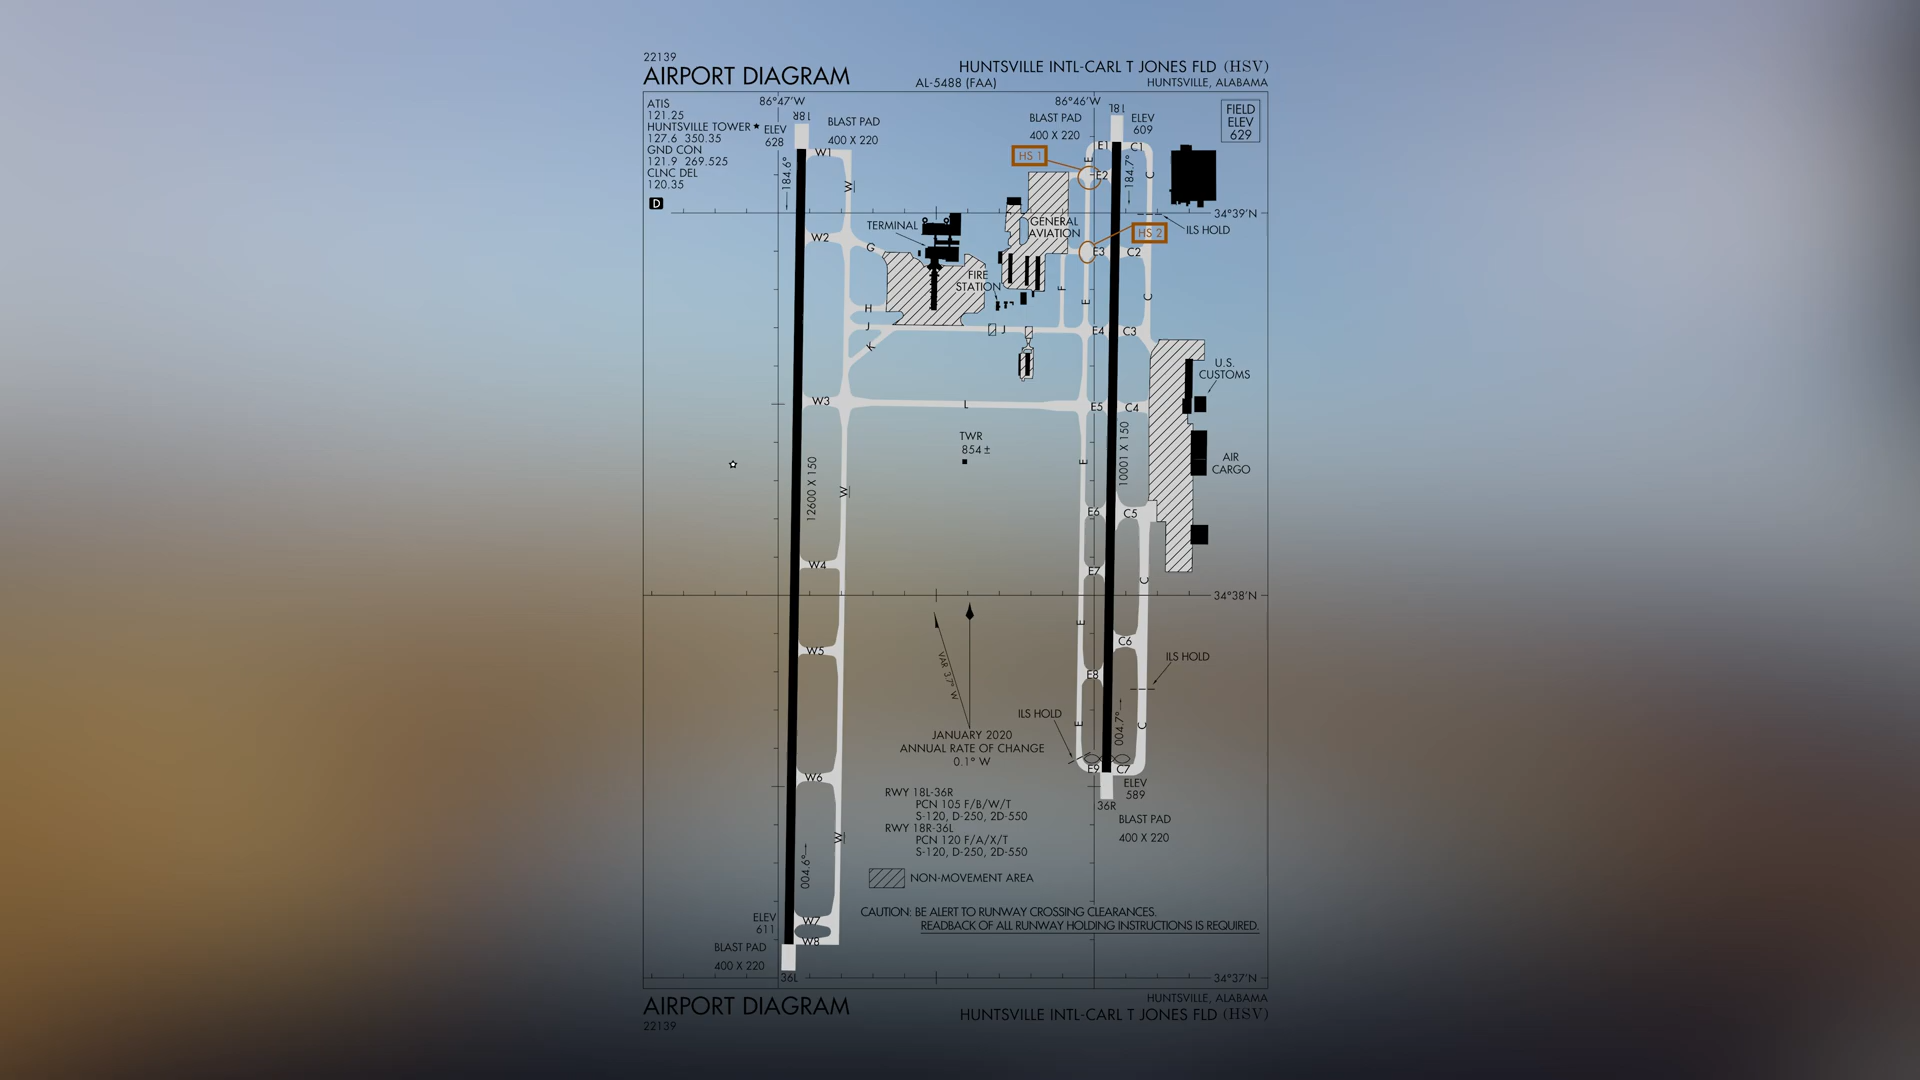 22139
AIRPORT DIAGRAM
HUNTSVILLE INTL-CARL T JONES FLD (HSV)
AL-5488 (FAA)
HUNTSVILLE, ALABAMA
ATIS
121.25
HUNTSVILLE TOWER ★
127.6 350.35
GND CON
121.9 269.525
CLNC DEL
120.35
D
86°47'W
86°46'W
FIELD
ELEV
629
18R
ELEV
628
BLAST PAD
400 X 220
BLAST PAD
400 X 220
18L
ELEV
609
W1
184.6°
W
HS 1
E1
C1
E
E2
184.7°
C
34°39'N
W2
G
TERMINAL
GENERAL
AVIATION
HS 2
ILS HOLD
E3
C2
FIRE
STATION
F
E
C
H
J
K
J
E4
C3
U.S.
CUSTOMS
W3
L
E5
C4
TWR
854 ±
12600 X 150
W
E
10001 X 150
AIR
CARGO
E6
C5
W4
E7
C
34°38'N
E
W5
VAR 3.7° W
C6
ILS HOLD
E8
ILS HOLD
E
004.7°
C
JANUARY 2020
ANNUAL RATE OF CHANGE
0.1° W
W6
E9
C7
ELEV
589
36R
RWY 18L-36R
PCN 105 F/B/W/T
S-120, D-250, 2D-550
RWY 18R-36L
PCN 120 F/A/X/T
S-120, D-250, 2D-550
BLAST PAD
400 X 220
W
004.6°
NON-MOVEMENT AREA
CAUTION: BE ALERT TO RUNWAY CROSSING CLEARANCES.
READBACK OF ALL RUNWAY HOLDING INSTRUCTIONS IS REQUIRED.
ELEV
611
W7
W8
BLAST PAD
400 X 220
36L
34°37'N
AIRPORT DIAGRAM
22139
HUNTSVILLE, ALABAMA
HUNTSVILLE INTL-CARL T JONES FLD (HSV)